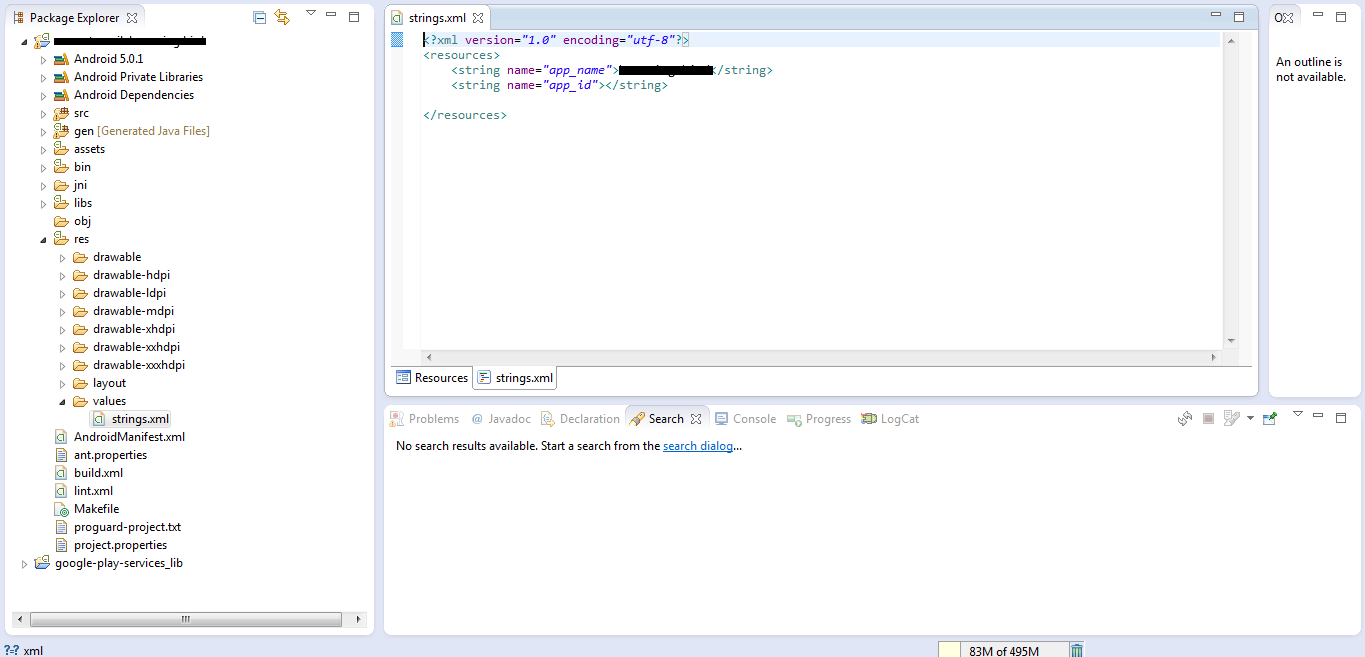 Package Explorer
Android 5.0.1
Android Private Libraries
Android Dependencies
src
gen [Generated Java Files]
assets
bin
jni
libs
obj
res
drawable
drawable-hdpi
drawable-ldpi
drawable-mdpi
drawable-xhdpi
drawable-xxhdpi
drawable-xxxhdpi
layout
values
strings.xml
AndroidManifest.xml
ant.properties
build.xml
lint.xml
Makefile
proguard-project.txt
project.properties
google-play-services_lib
strings.xml
<?xml version="1.0" encoding="utf-8"?>
<resources>
<string name="app_name"></string>
<string name="app_id"></string>
</resources>
Resources
strings.xml
O
An outline is
not available.
Problems @ Javadoc Declaration Search Console Progress LogCat
No search results available. Start a search from the search dialog...
xml
83M of 495M